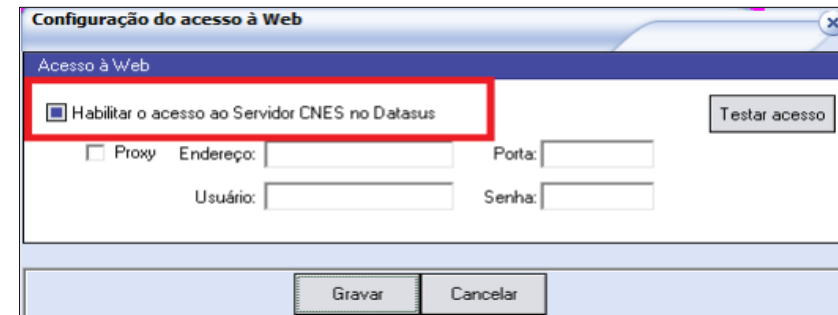 Configuração do acesso à Web
Acesso à Web
Habilitar o acesso ao Servidor CNES no Datasus
Testar acesso
Proxy Endereço: Porta:
Usuário: Senha:
Gravar Cancelar